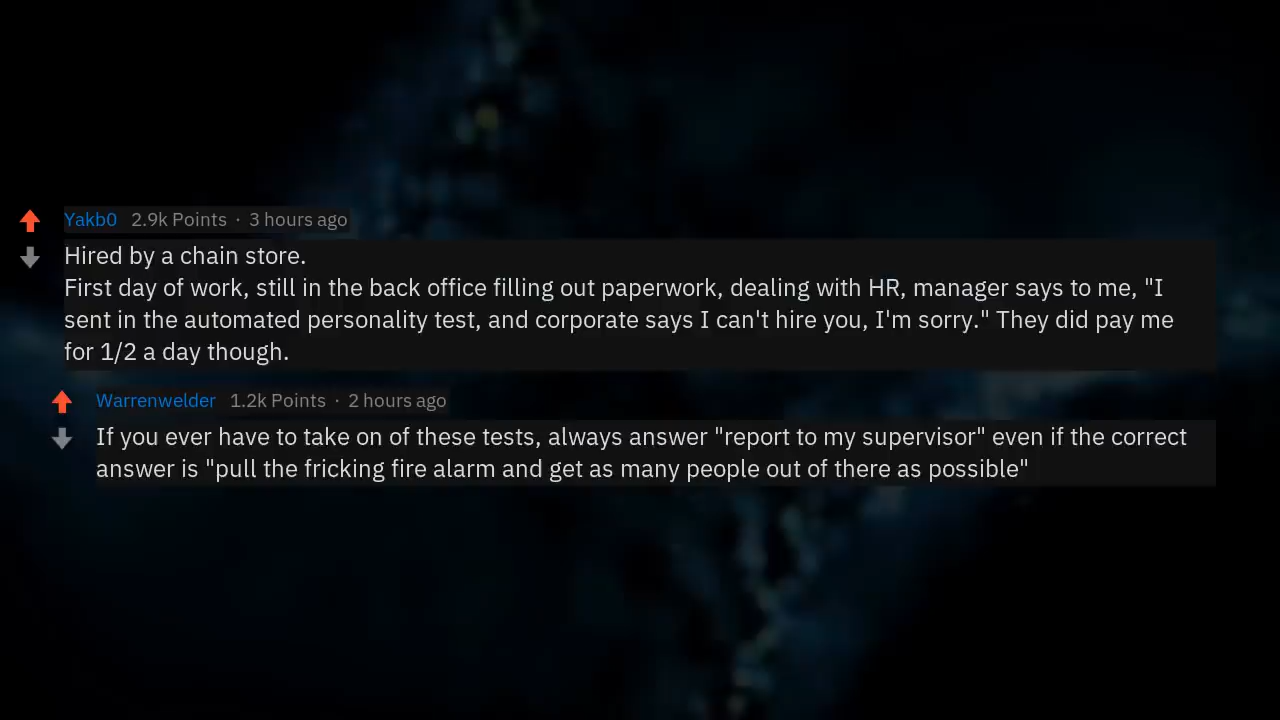 Yakb0 2.9k Points · 3 hours ago
Hired by a chain store.
First day of work, still in the back office filling out paperwork, dealing with HR, manager says to me, "I
sent in the automated personality test, and corporate says I can't hire you, I'm sorry." They did pay me
for 1/2 a day though.
Warrenwelder 1.2k Points · 2 hours ago
If you ever have to take on of these tests, always answer "report to my supervisor" even if the correct
answer is "pull the fricking fire alarm and get as many people out of there as possible"